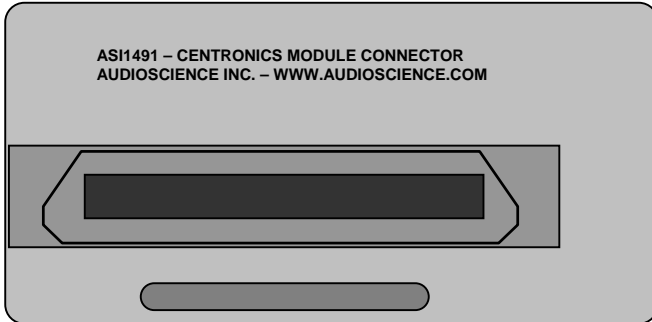 ASI1491 – CENTRONICS MODULE CONNECTOR
AUDIOSCIENCE INC. – WWW.AUDIOSCIENCE.COM